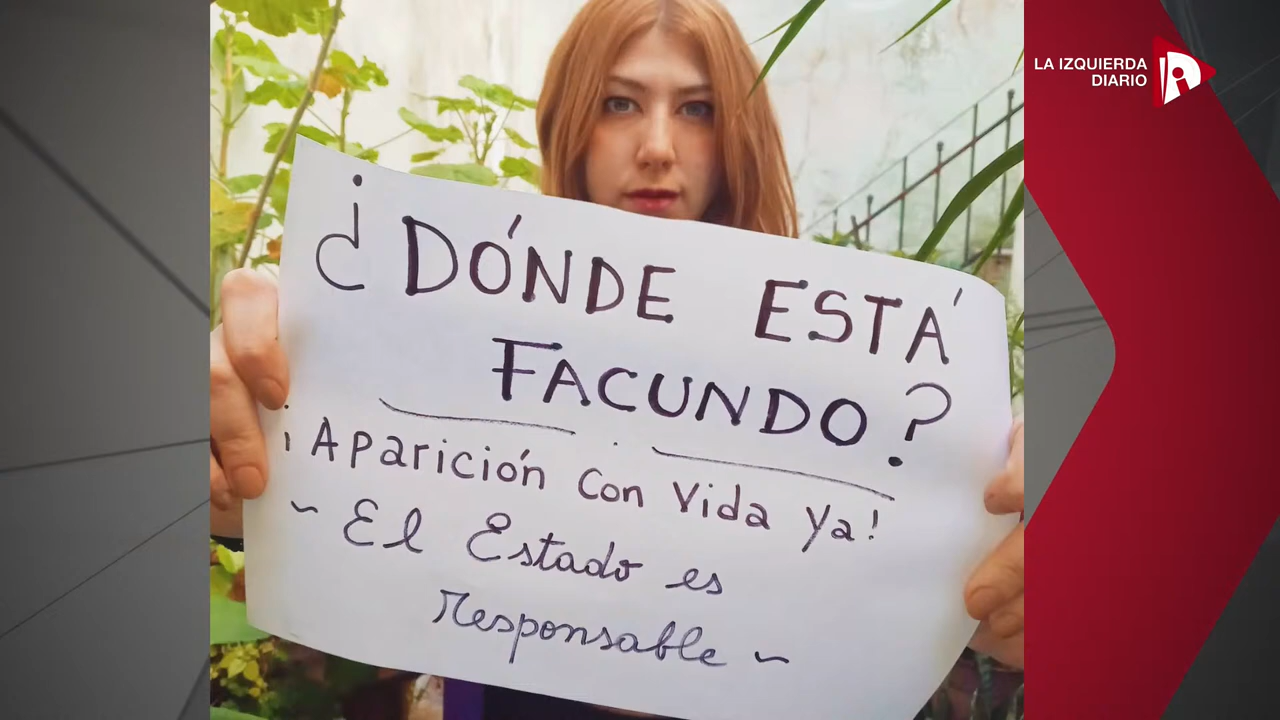 LA IZQUIERDA
DIARIO
¿DÓNDE ESTÁ
FACUNDO?
¡Aparición con vida ya!
~ El Estado es
responsable ~